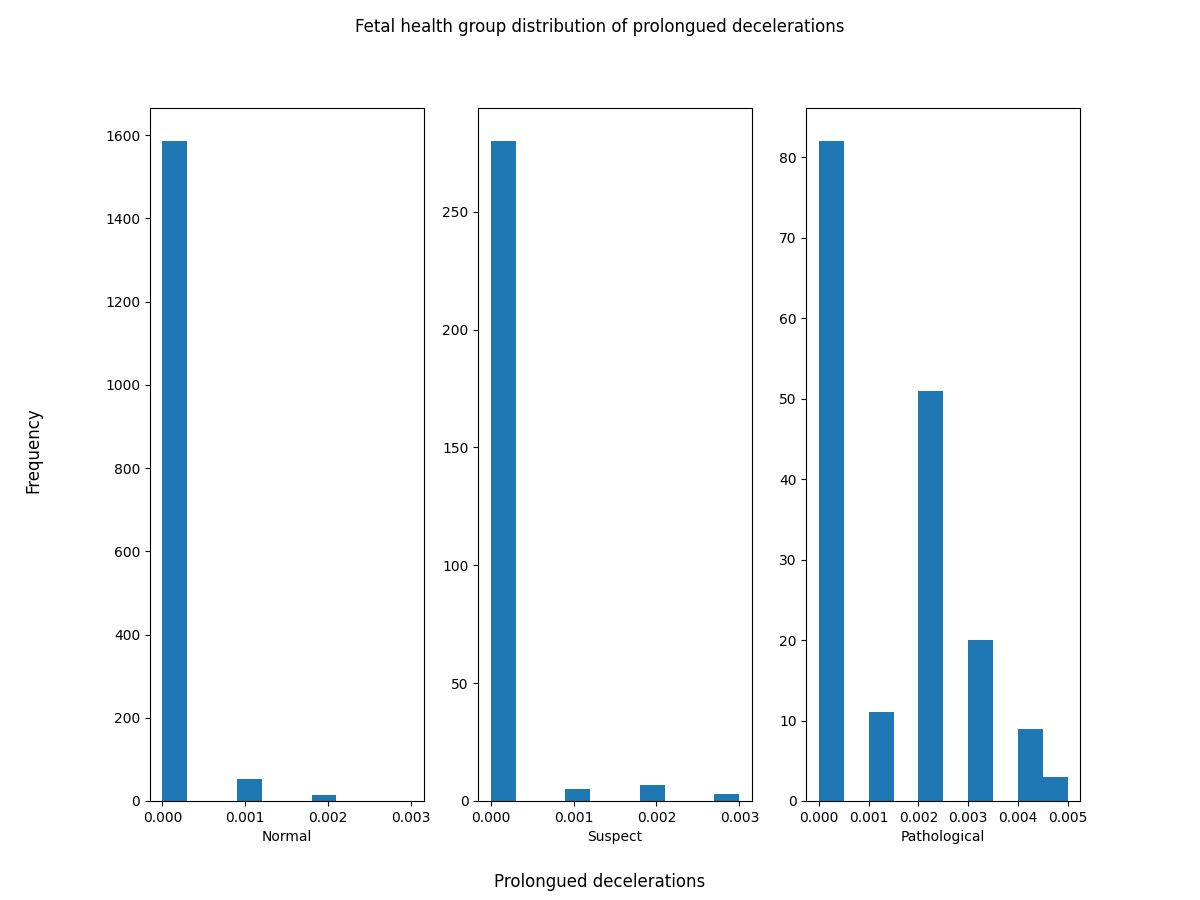 Fetal health group distribution of prolongued decelerations
Frequency
1600
1400
1200
1000
800
600
400
200
0
0.000 0.001 0.002 0.003
Normal
250
200
150
100
50
0
0.000 0.001 0.002 0.003
Suspect
80
70
60
50
40
30
20
10
0
0.000 0.001 0.002 0.003 0.004 0.005
Pathological
Prolongued decelerations